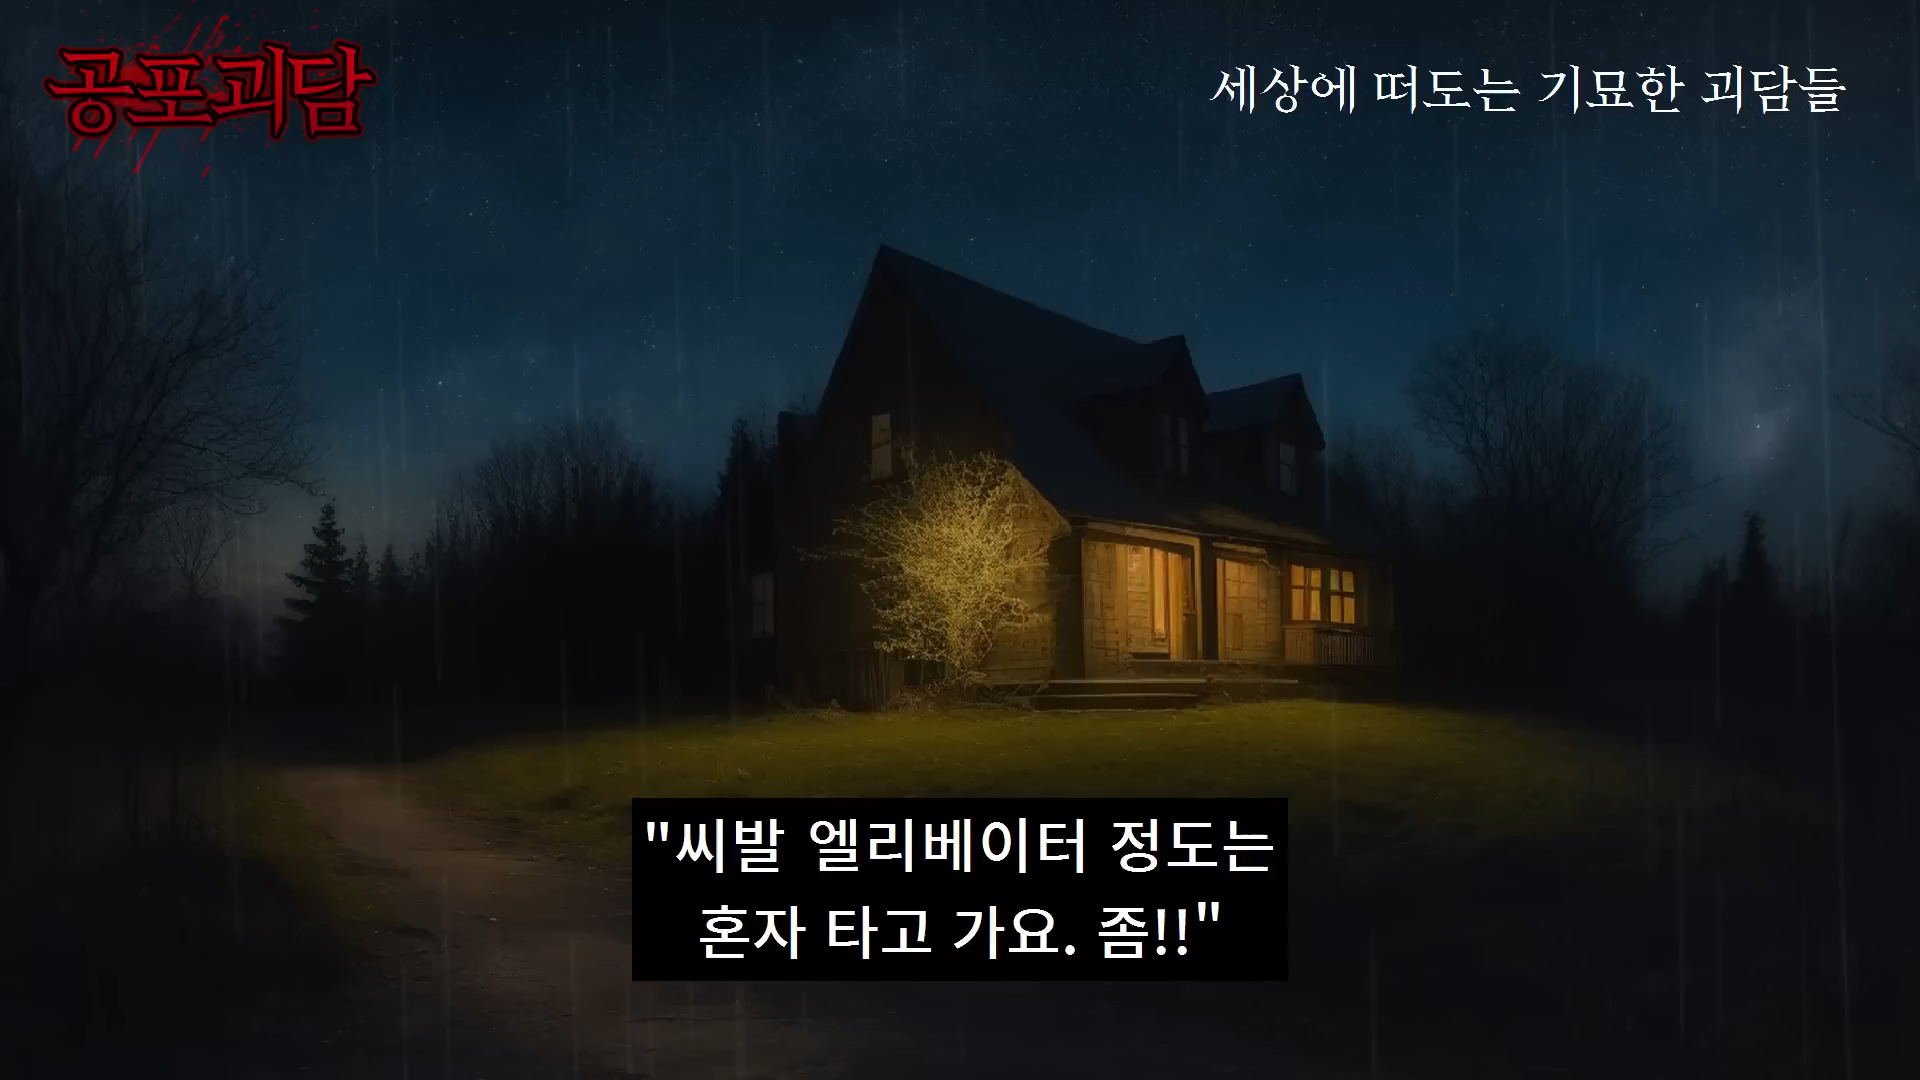 공포괴담
세상에 떠도는 기묘한 괴담들
"씨발 엘리베이터 정도는
혼자 타고 가요. 좀!!"